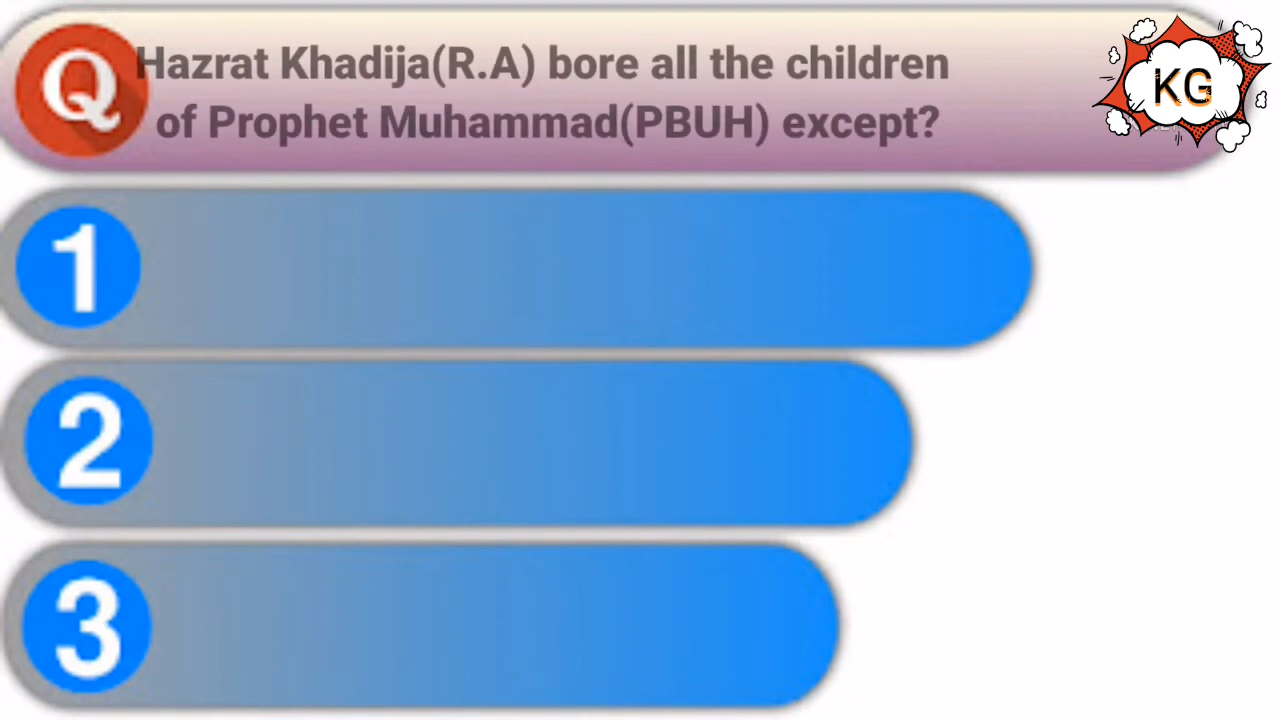 Q
Hazrat Khadija(R.A) bore all the children
of Prophet Muhammad(PBUH) except?
KG
1
2
3